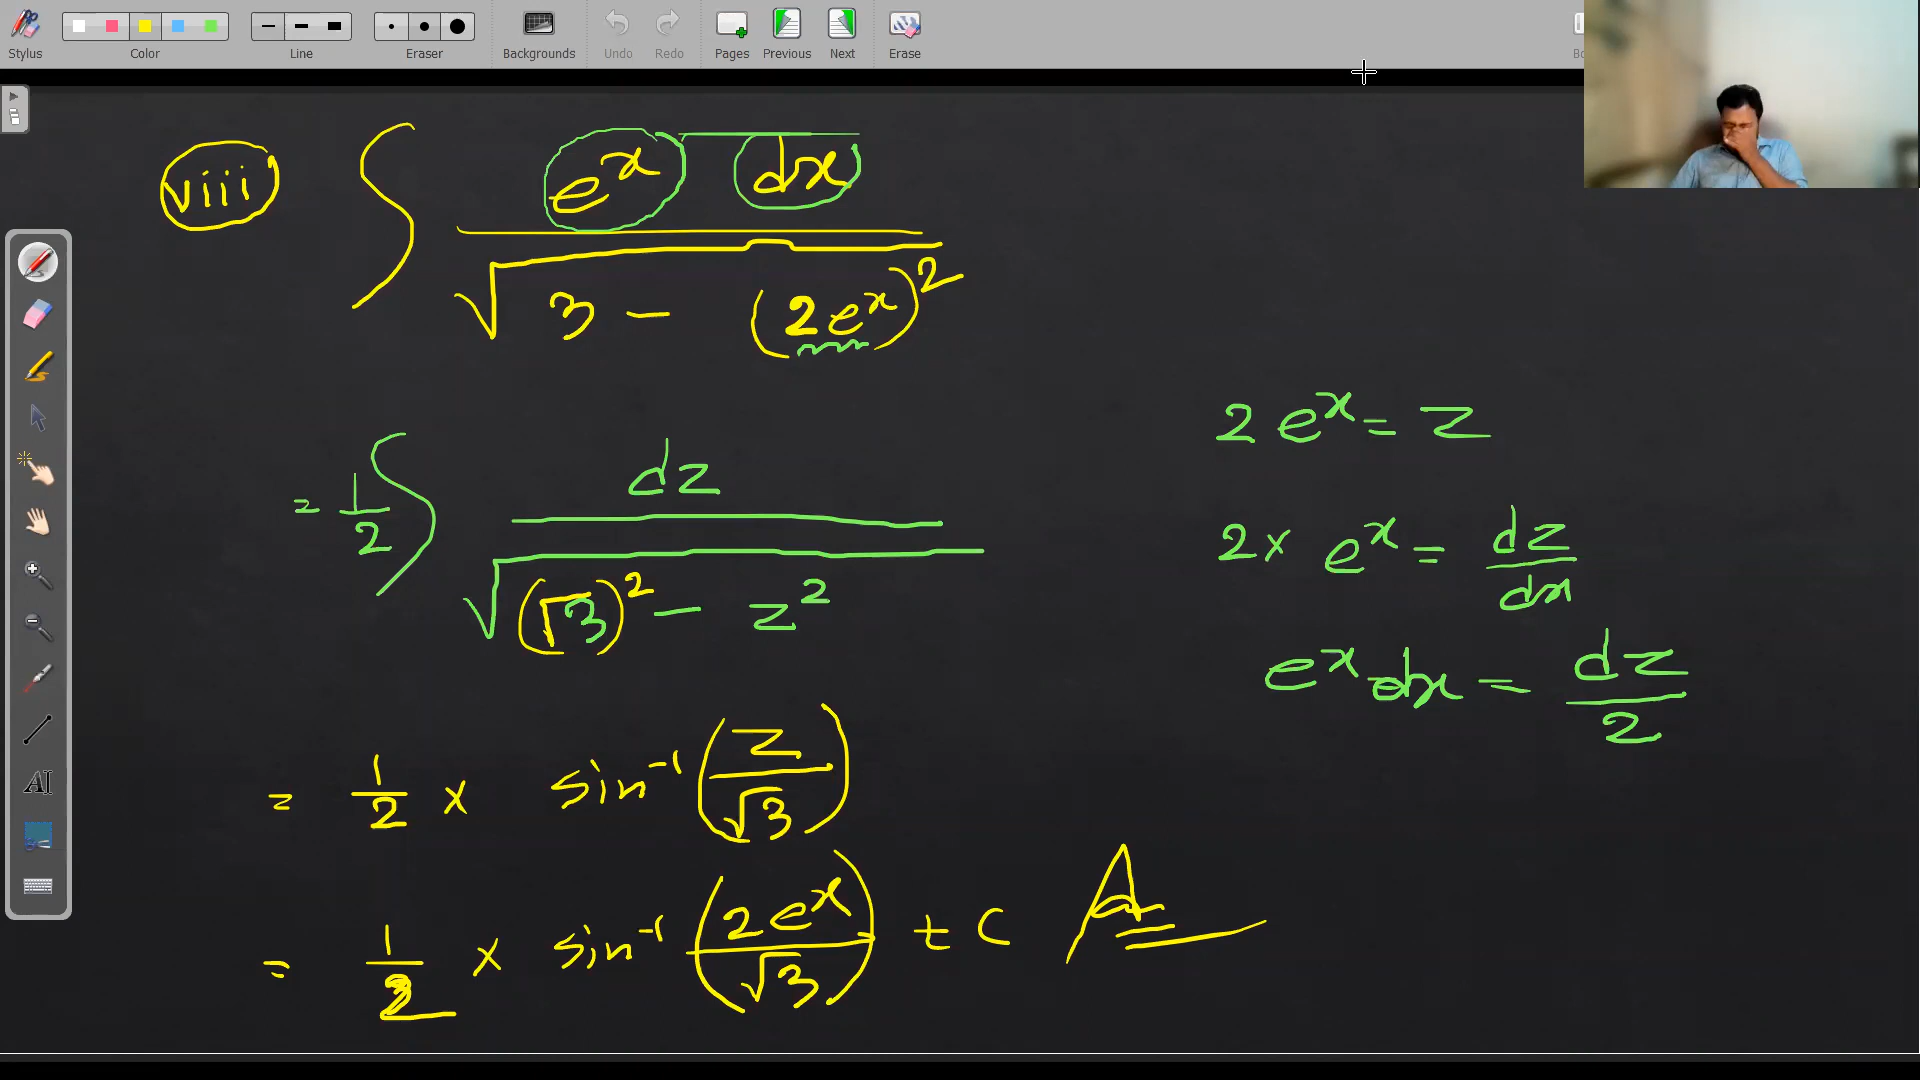 Stylus Color Line Eraser Backgrounds Undo Redo Pages Previous Next Erase
viii ∫ e^x dx / √(3 − (2e^x)^2)
2 e^x = z
= 1/2 ∫ dz / √((√3)^2 − z^2)
2 x e^x = dz/dx
e^x dx = dz/2
= 1/2 x sin^-1 (z/√3)
= 1/2 x sin^-1 (2e^x/√3) + c
AI